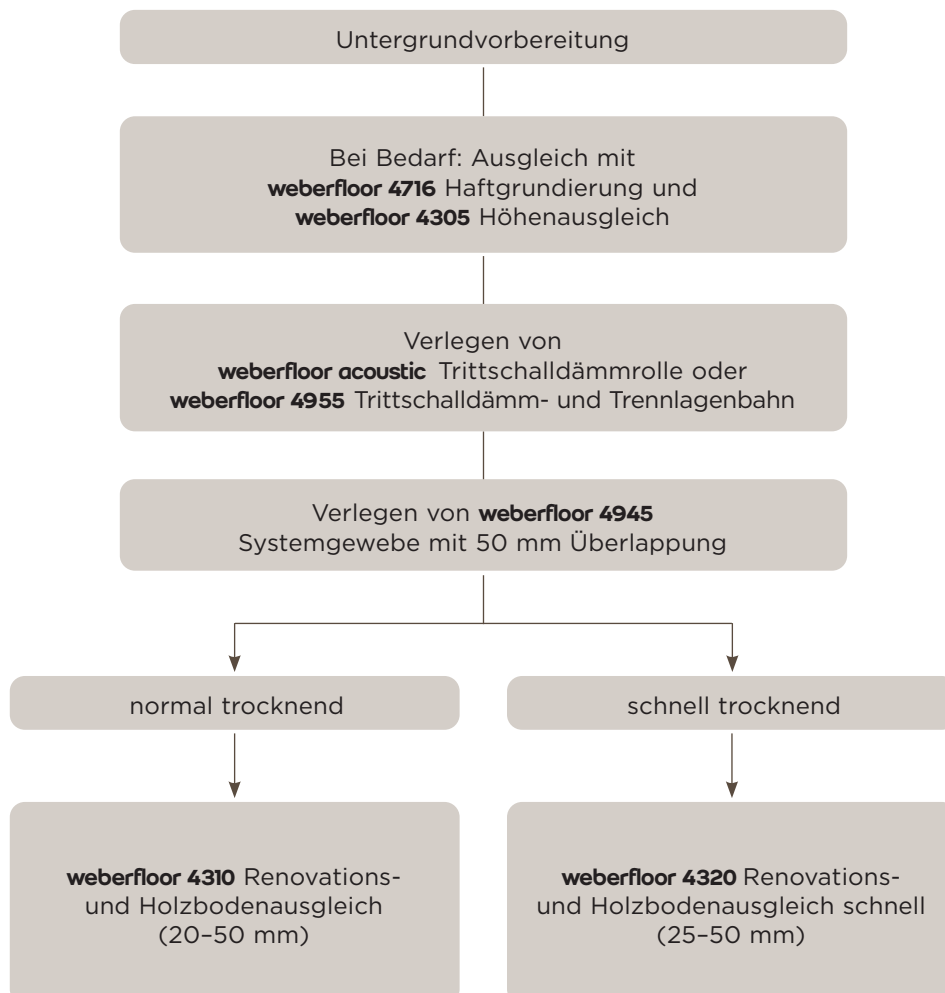 Untergrundvorbereitung
Bei Bedarf: Ausgleich mit
weberfloor 4716 Haftgrundierung und
weberfloor 4305 Höhenausgleich
Verlegen von
weberfloor acoustic Trittschalldämmrolle oder
weberfloor 4955 Trittschalldämm- und Trennlagenbahn
Verlegen von weberfloor 4945
Systemgewebe mit 50 mm Überlappung
normal trocknend
schnell trocknend
weberfloor 4310 Renovations-
und Holzbodenausgleich
(20–50 mm)
weberfloor 4320 Renovations-
und Holzbodenausgleich schnell
(25–50 mm)